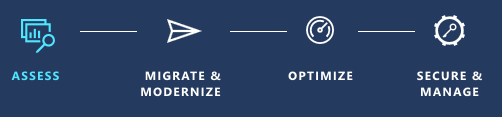 ASSESS
MIGRATE &
MODERNIZE
OPTIMIZE
SECURE &
MANAGE